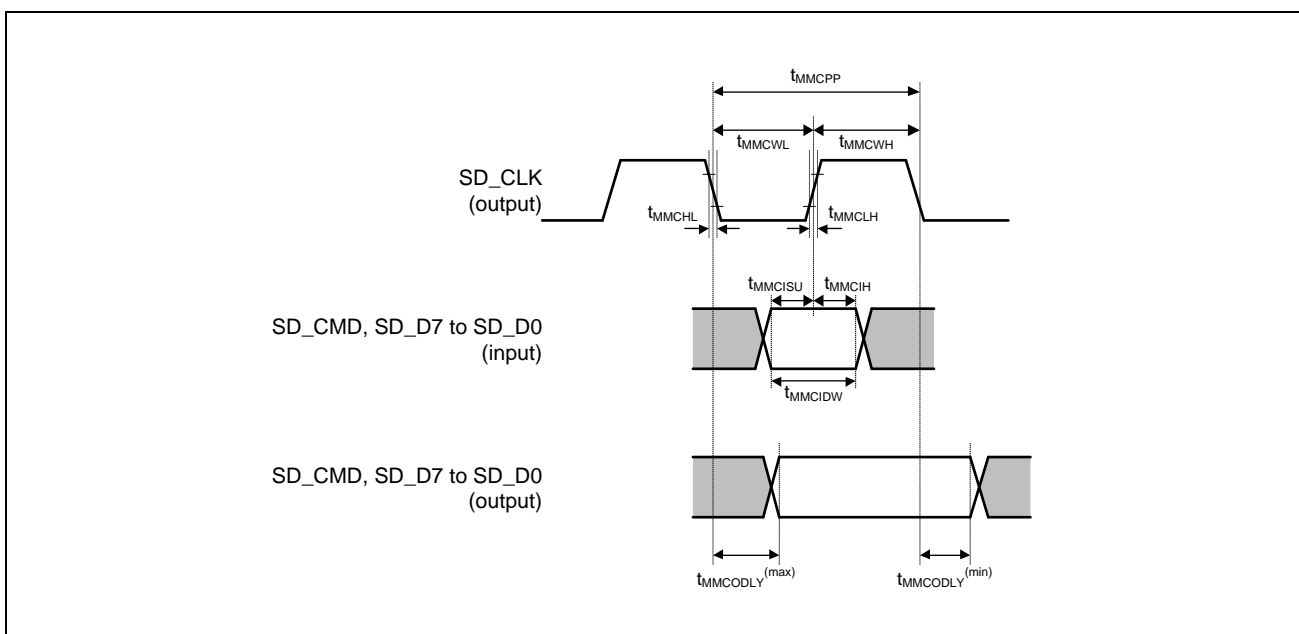 tMMCPP
tMMCWL
tMMCWH
SD_CLK
(output)
tMMCHL
tMMCLH
tMMCISU
tMMCIH
SD_CMD, SD_D7 to SD_D0
(input)
tMMCIDW
SD_CMD, SD_D7 to SD_D0
(output)
tMMCODLY(max)
tMMCODLY(min)